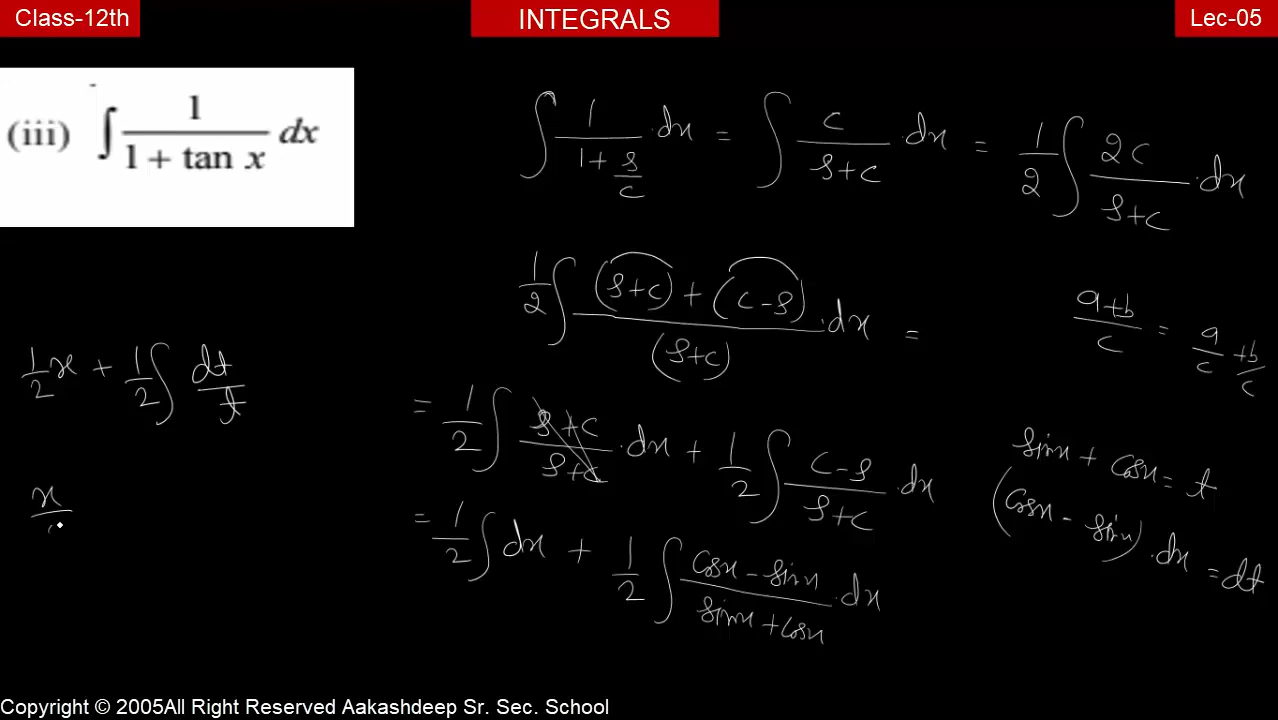 Class-12th
INTEGRALS
Lec-05
(iii) ∫ 1/(1 + tan x) dx
∫ 1/(1 + s/c) · dx = ∫ c/(s+c) · dx = 1/2 ∫ 2c/(s+c) · dx
1/2 ∫ ((s+c) + (c-s))/(s+c) · dx =
(a+b)/c = a/c + b/c
= 1/2 ∫ (s+c)/(s+c) · dx + 1/2 ∫ (c-s)/(s+c) dx
sinx + cosx = t
(cosx - sinx) · dx = dt
= 1/2 ∫ dx + 1/2 ∫ (cosx - sinx)/(sinx + cosx) · dx
1/2 x + 1/2 ∫ dt/t
x/
Copyright © 2005All Right Reserved Aakashdeep Sr. Sec. School